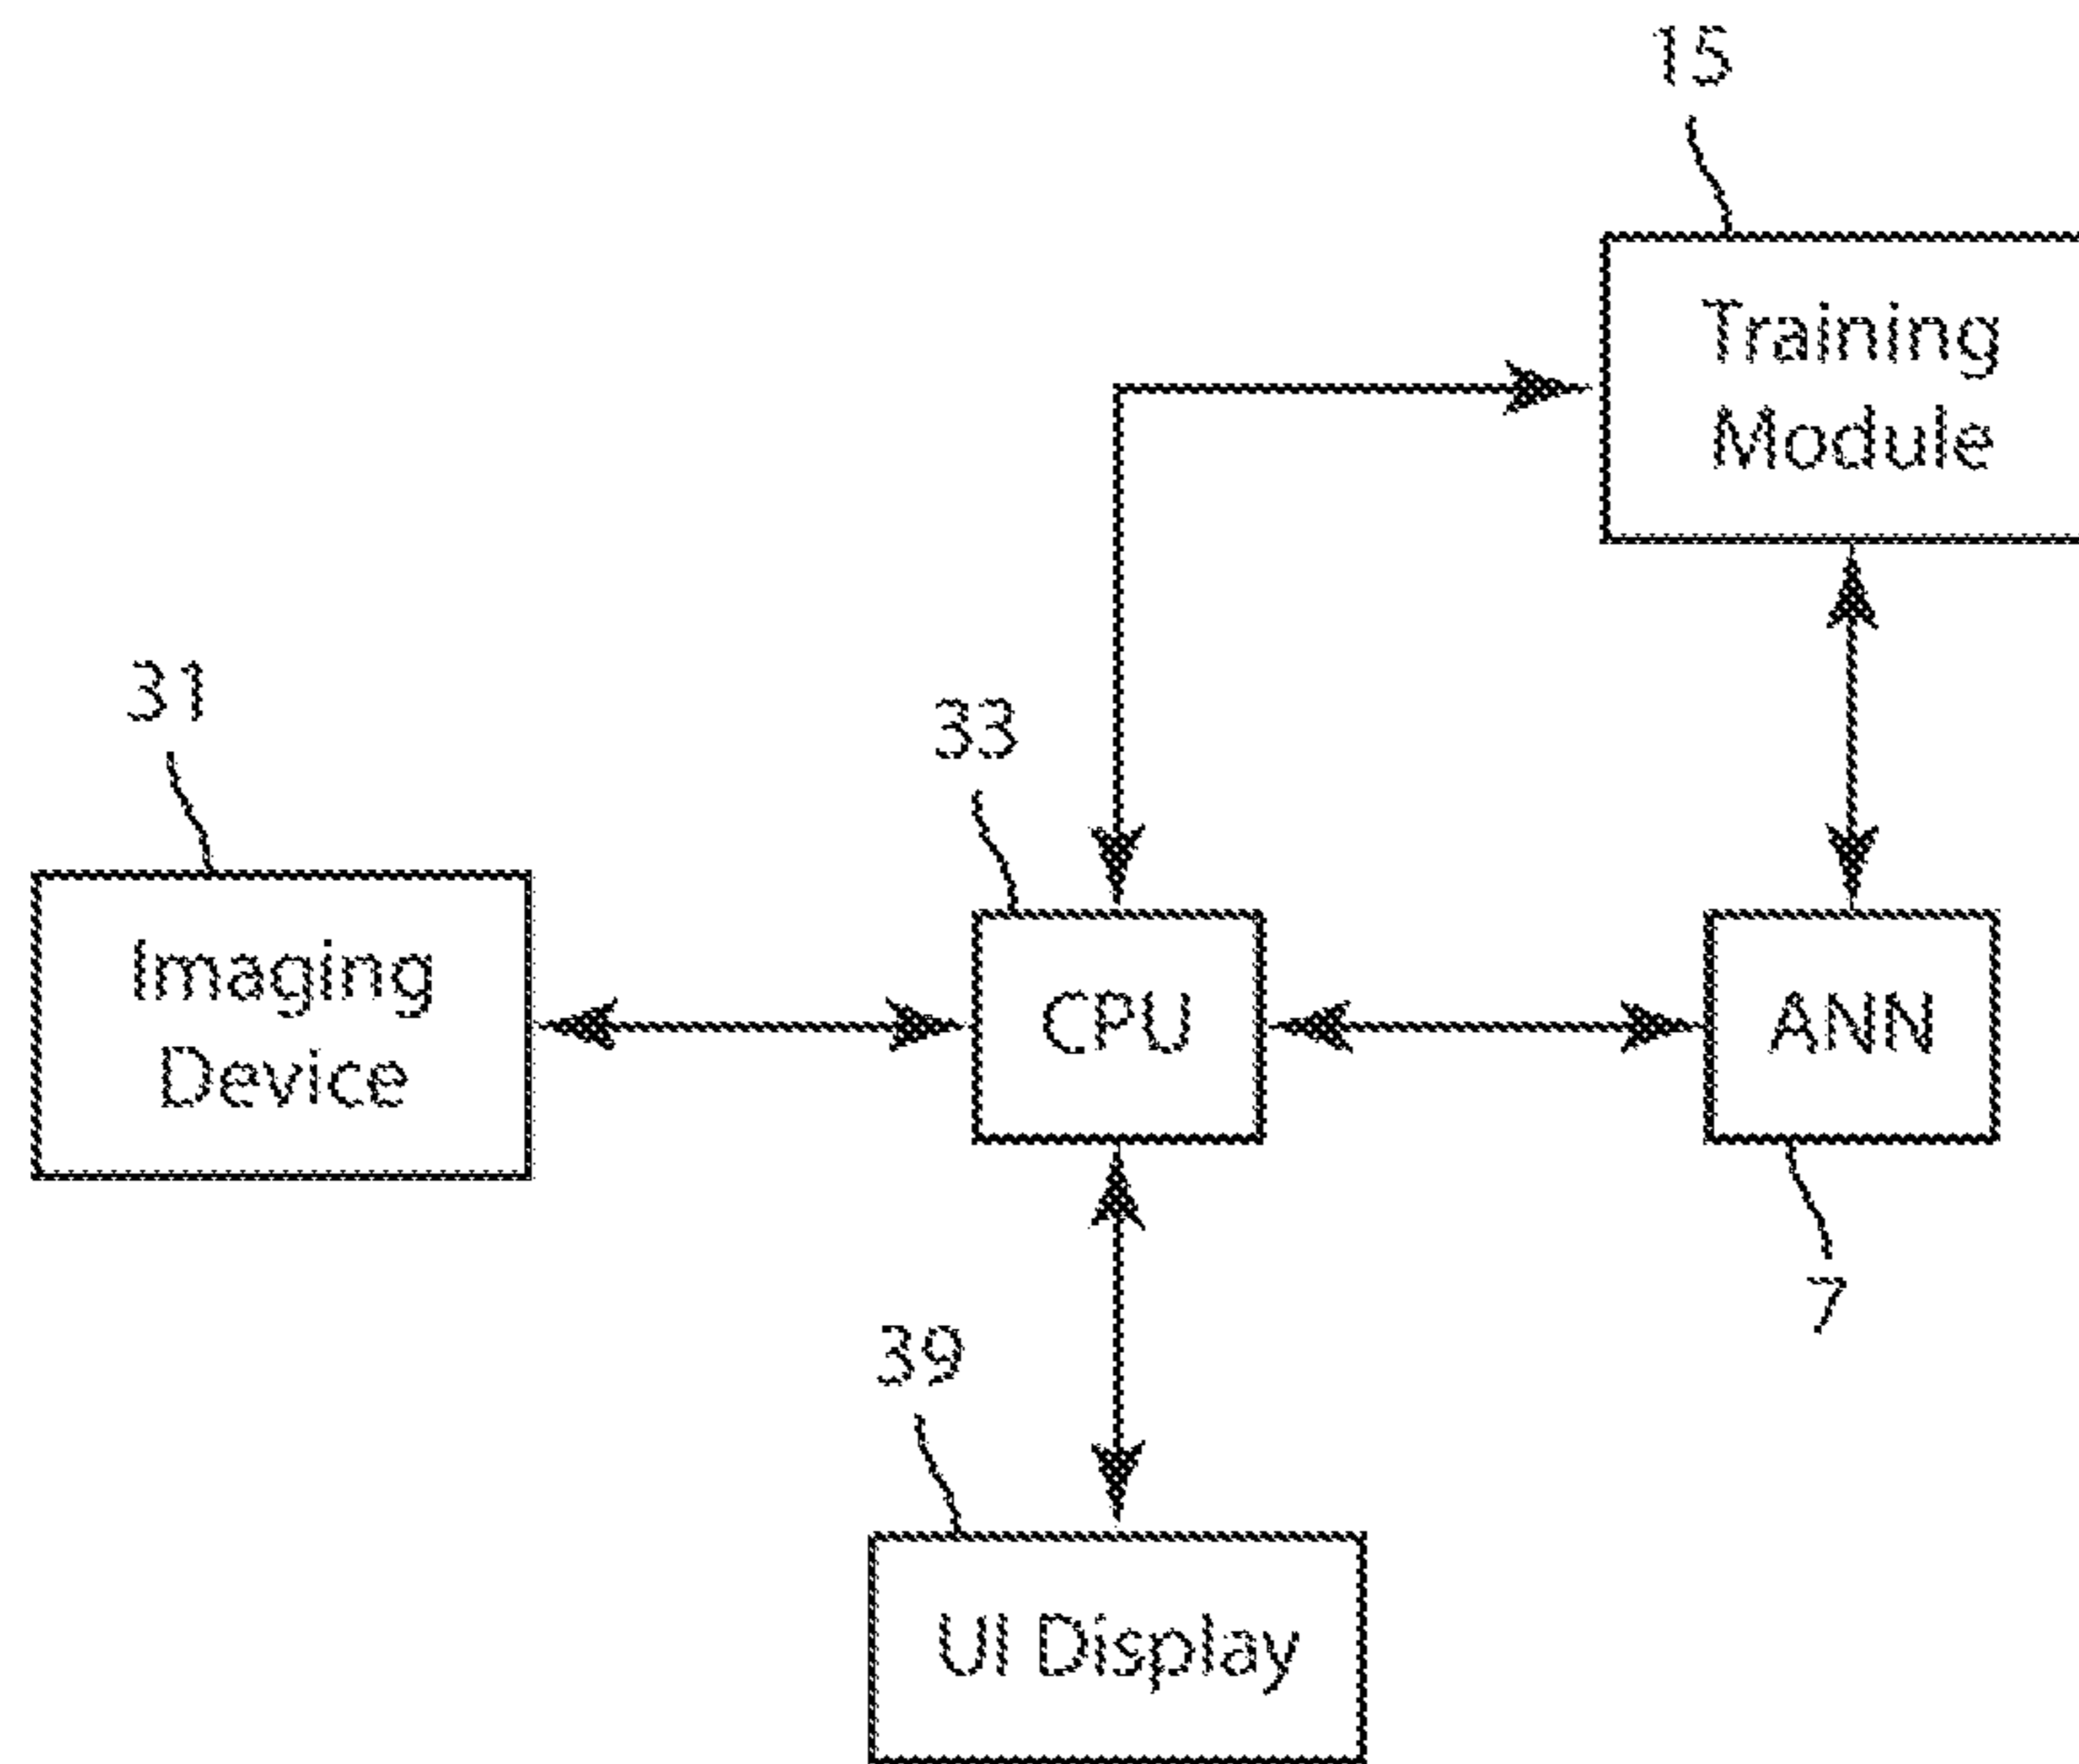 15
Training
Module
31
33
Imaging
Device
CPU
ANN
7
39
UI Display